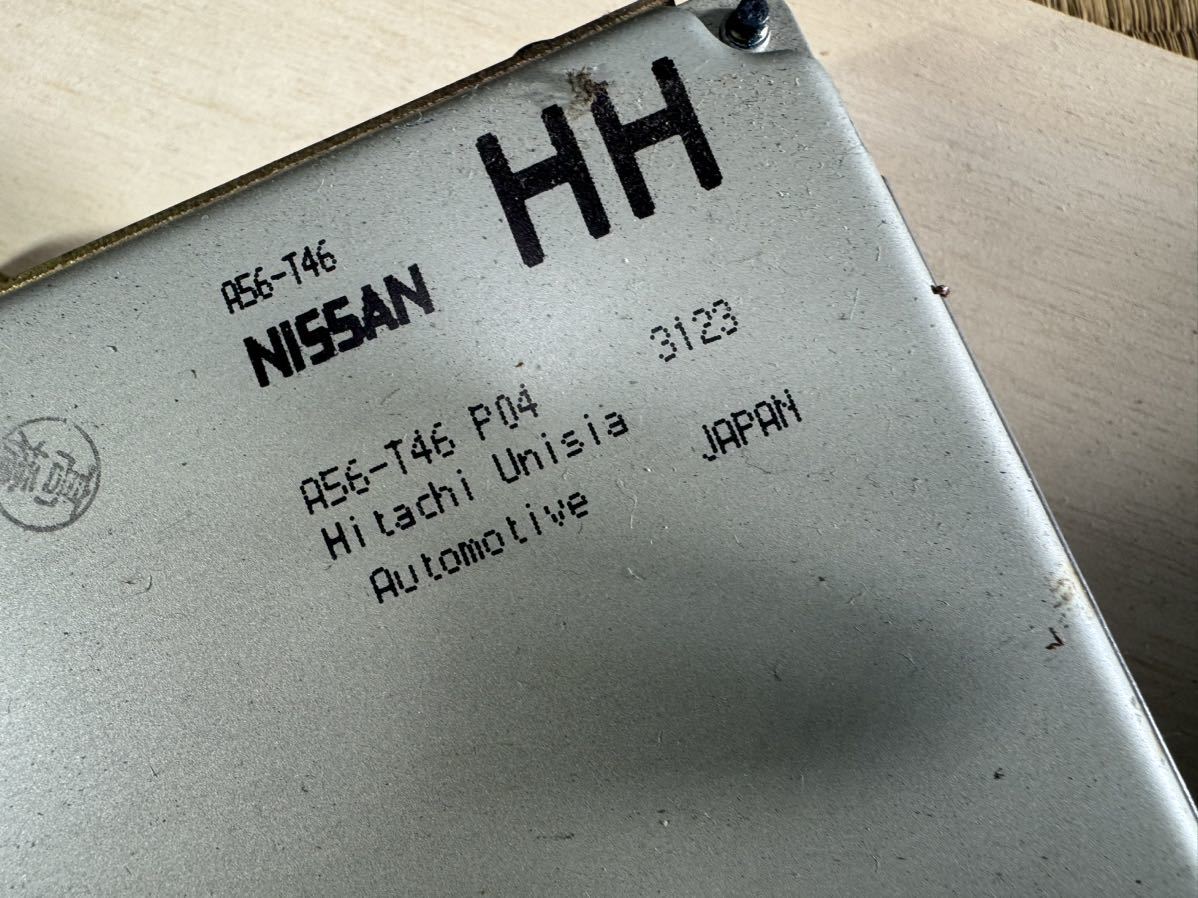 HH
A56-T46
NISSAN
A56-T46 P04 3123
Hitachi Unisia JAPAN
Automotive